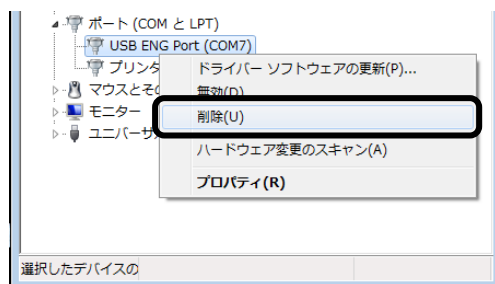 ポート (COM と LPT)
USB ENG Port (COM7)
プリンタ
マウスとそ
モニター
ユニバーサ
ドライバー ソフトウェアの更新(P)...
無効(D)
削除(U)
ハードウェア変更のスキャン(A)
プロパティ(R)
選択したデバイスの